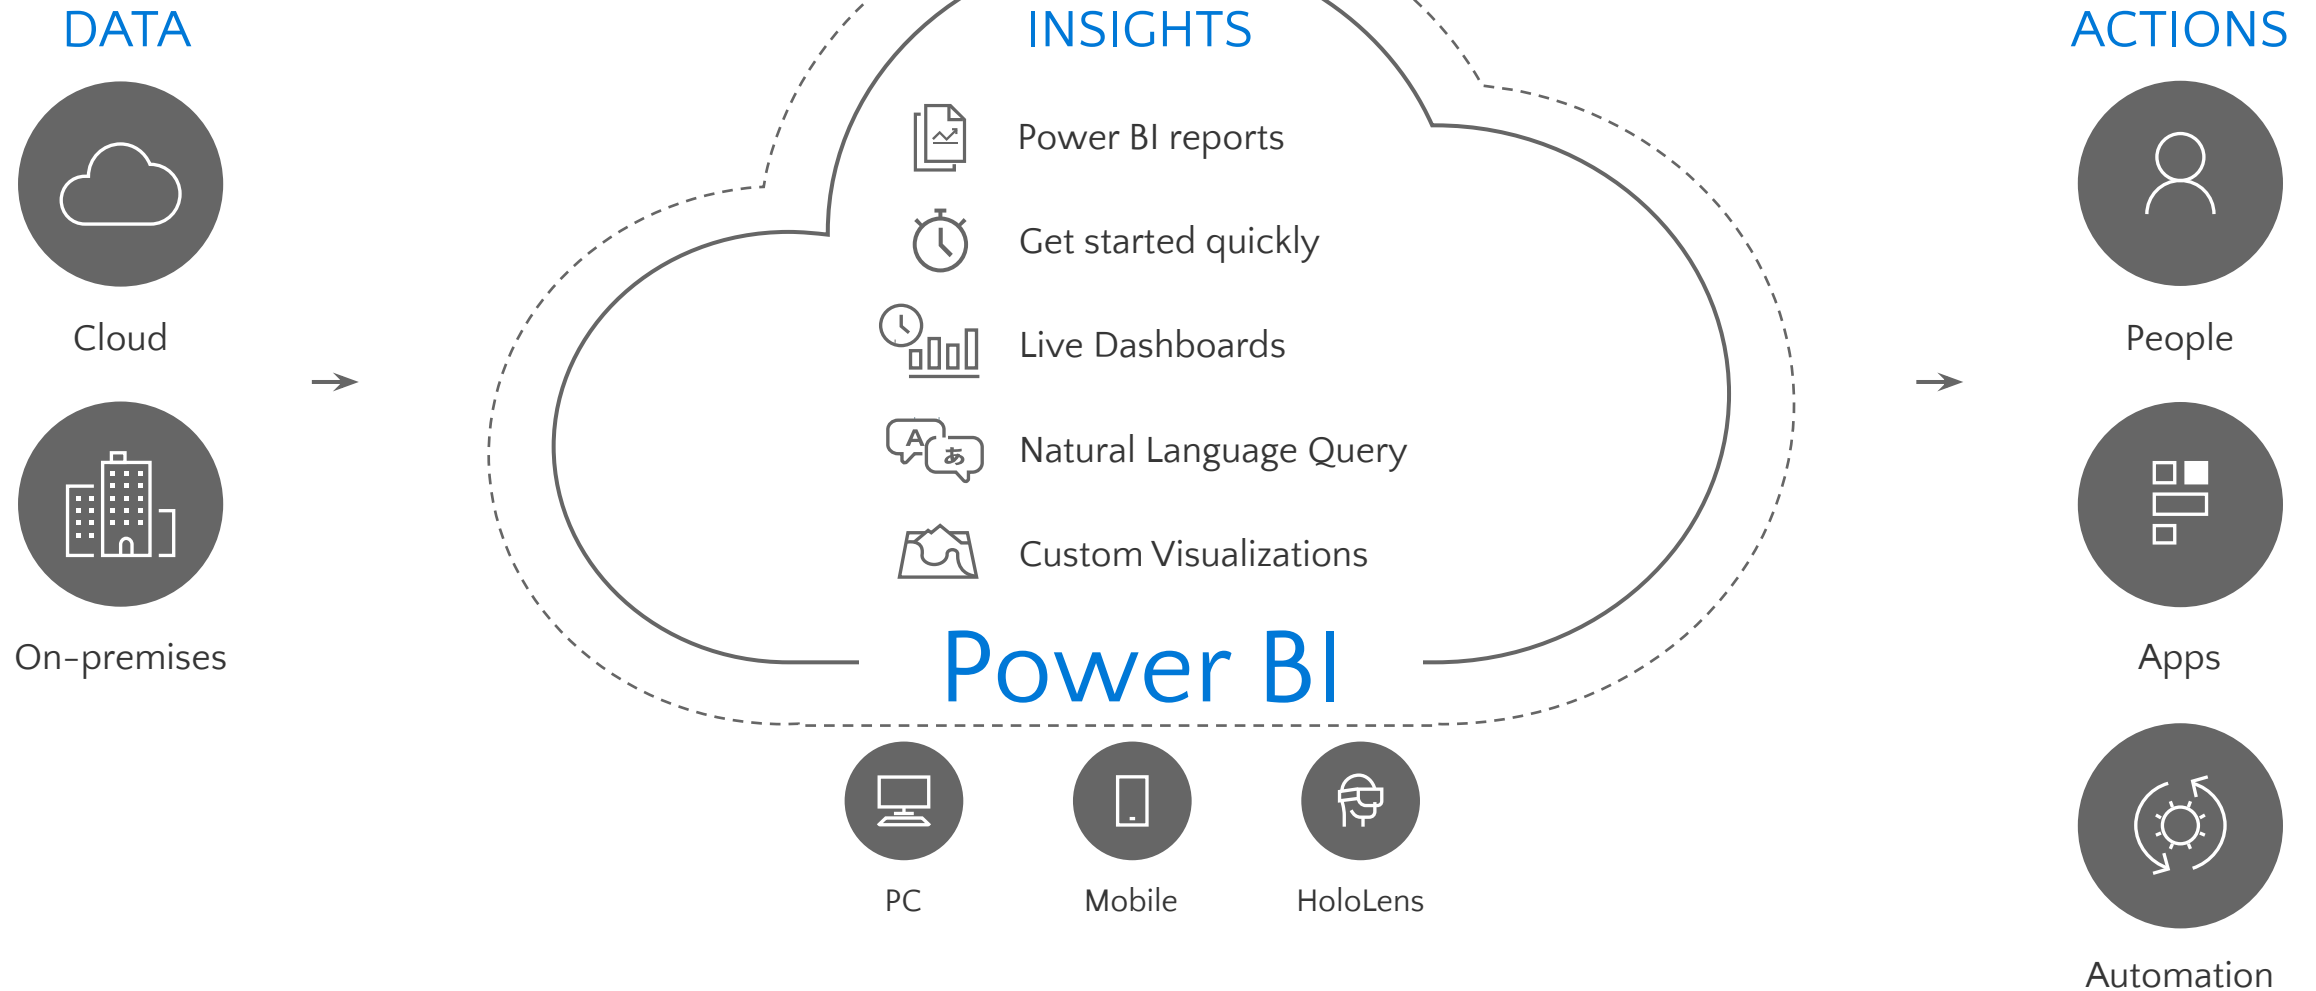 DATA
Cloud
On-premises
INSIGHTS
Power BI reports
Get started quickly
Live Dashboards
A あ
Natural Language Query
Custom Visualizations
Power BI
PC
Mobile
HoloLens
ACTIONS
People
Apps
Automation